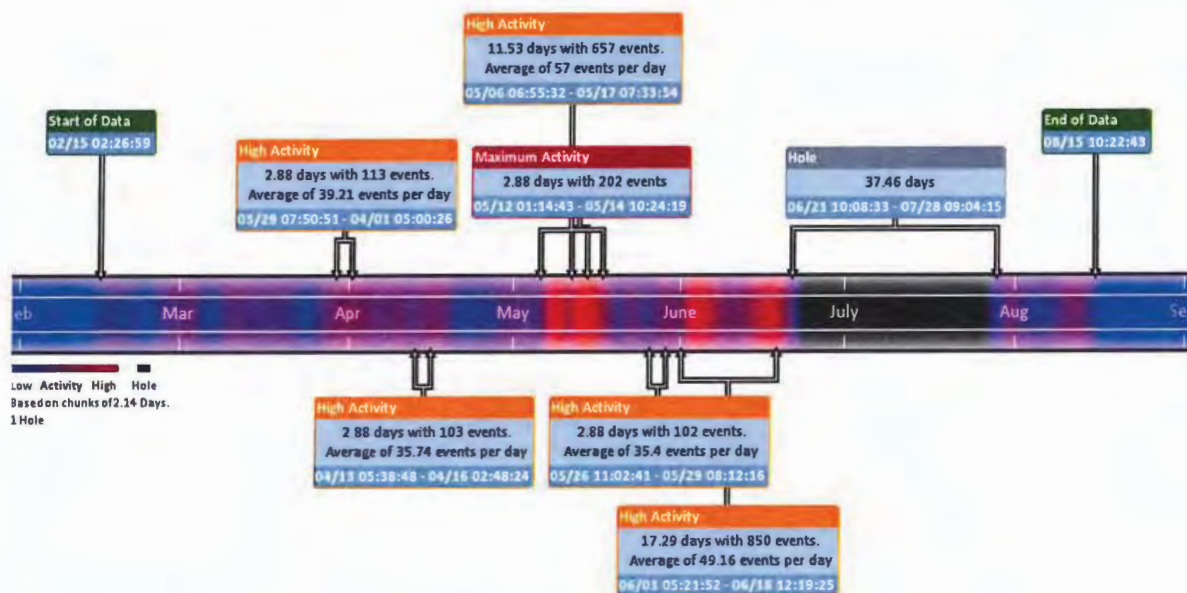 High Activity
11.53 days with 657 events.
Average of 57 events per day
05/06 06:55:32 - 05/17 07:33:54
Start of Data
02/15 02:26:59
High Activity
2.88 days with 113 events.
Average of 39.21 events per day
03/29 07:50:51 - 04/01 05:00:26
Maximum Activity
2.88 days with 202 events
05/12 01:14:43 - 05/14 10:24:19
Hole
37.46 days
06/21 10:08:33 - 07/28 09:04:15
End of Data
08/15 10:22:43
eb Mar Apr May June July Aug Se
Low Activity High Hole
Based on chunks of 2.14 Days.
1 Hole
High Activity
2.88 days with 103 events.
Average of 35.74 events per day
04/13 05:38:48 - 04/16 02:48:24
High Activity
2.88 days with 102 events.
Average of 35.4 events per day
05/26 11:02:41 - 05/29 08:12:16
High Activity
17.29 days with 850 events.
Average of 49.16 events per day
06/01 05:21:52 - 06/18 12:19:25